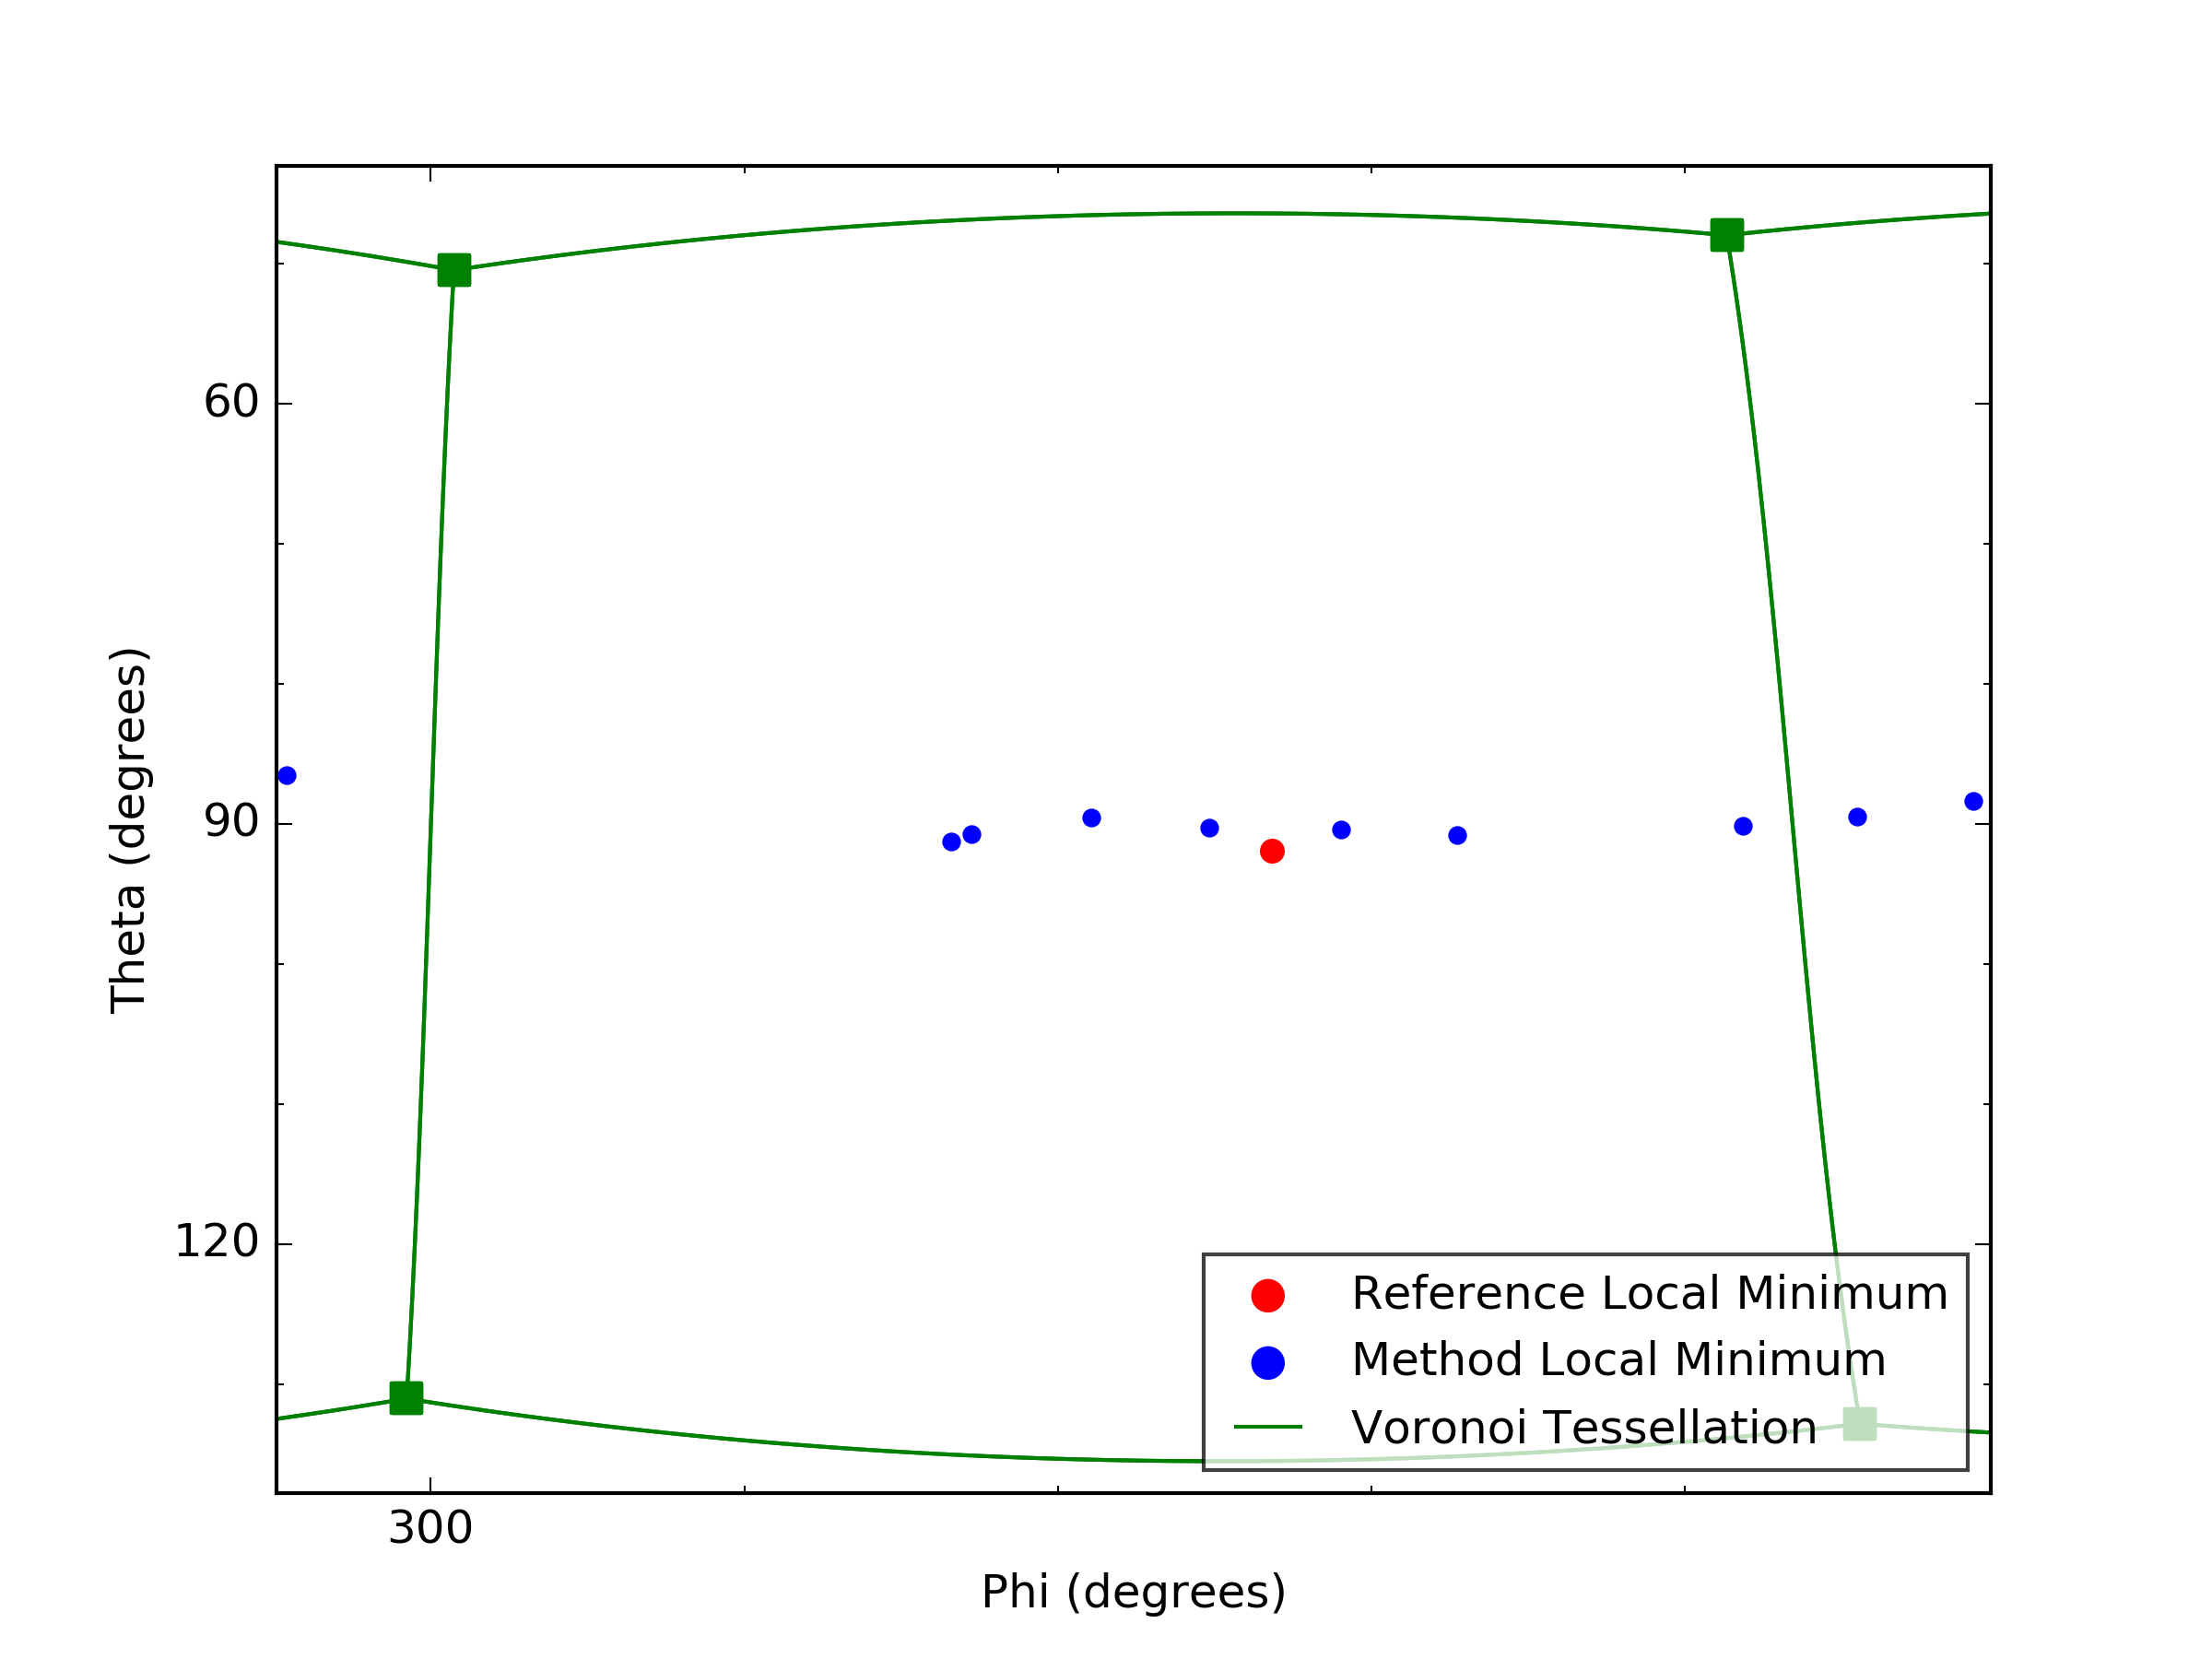 60
90
120
Theta (degrees)
Reference Local Minimum
Method Local Minimum
Voronoi Tessellation
300
Phi (degrees)